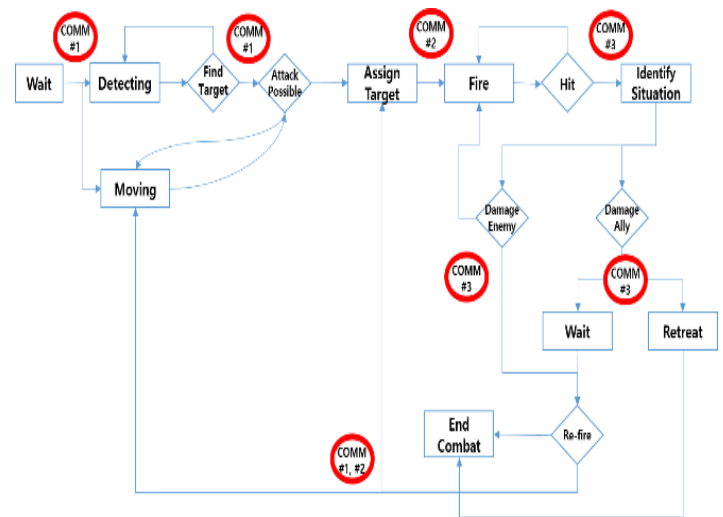 COMM
#1
COMM
#1
COMM
#2
COMM
#3
Wait
Detecting
Find
Target
Attack
Possible
Assign
Target
Fire
Hit
Identify
Situation
Moving
Damage
Enemy
Damage
Ally
COMM
#3
COMM
#3
Wait
Retreat
End
Combat
Re-fire
COMM
#1, #2